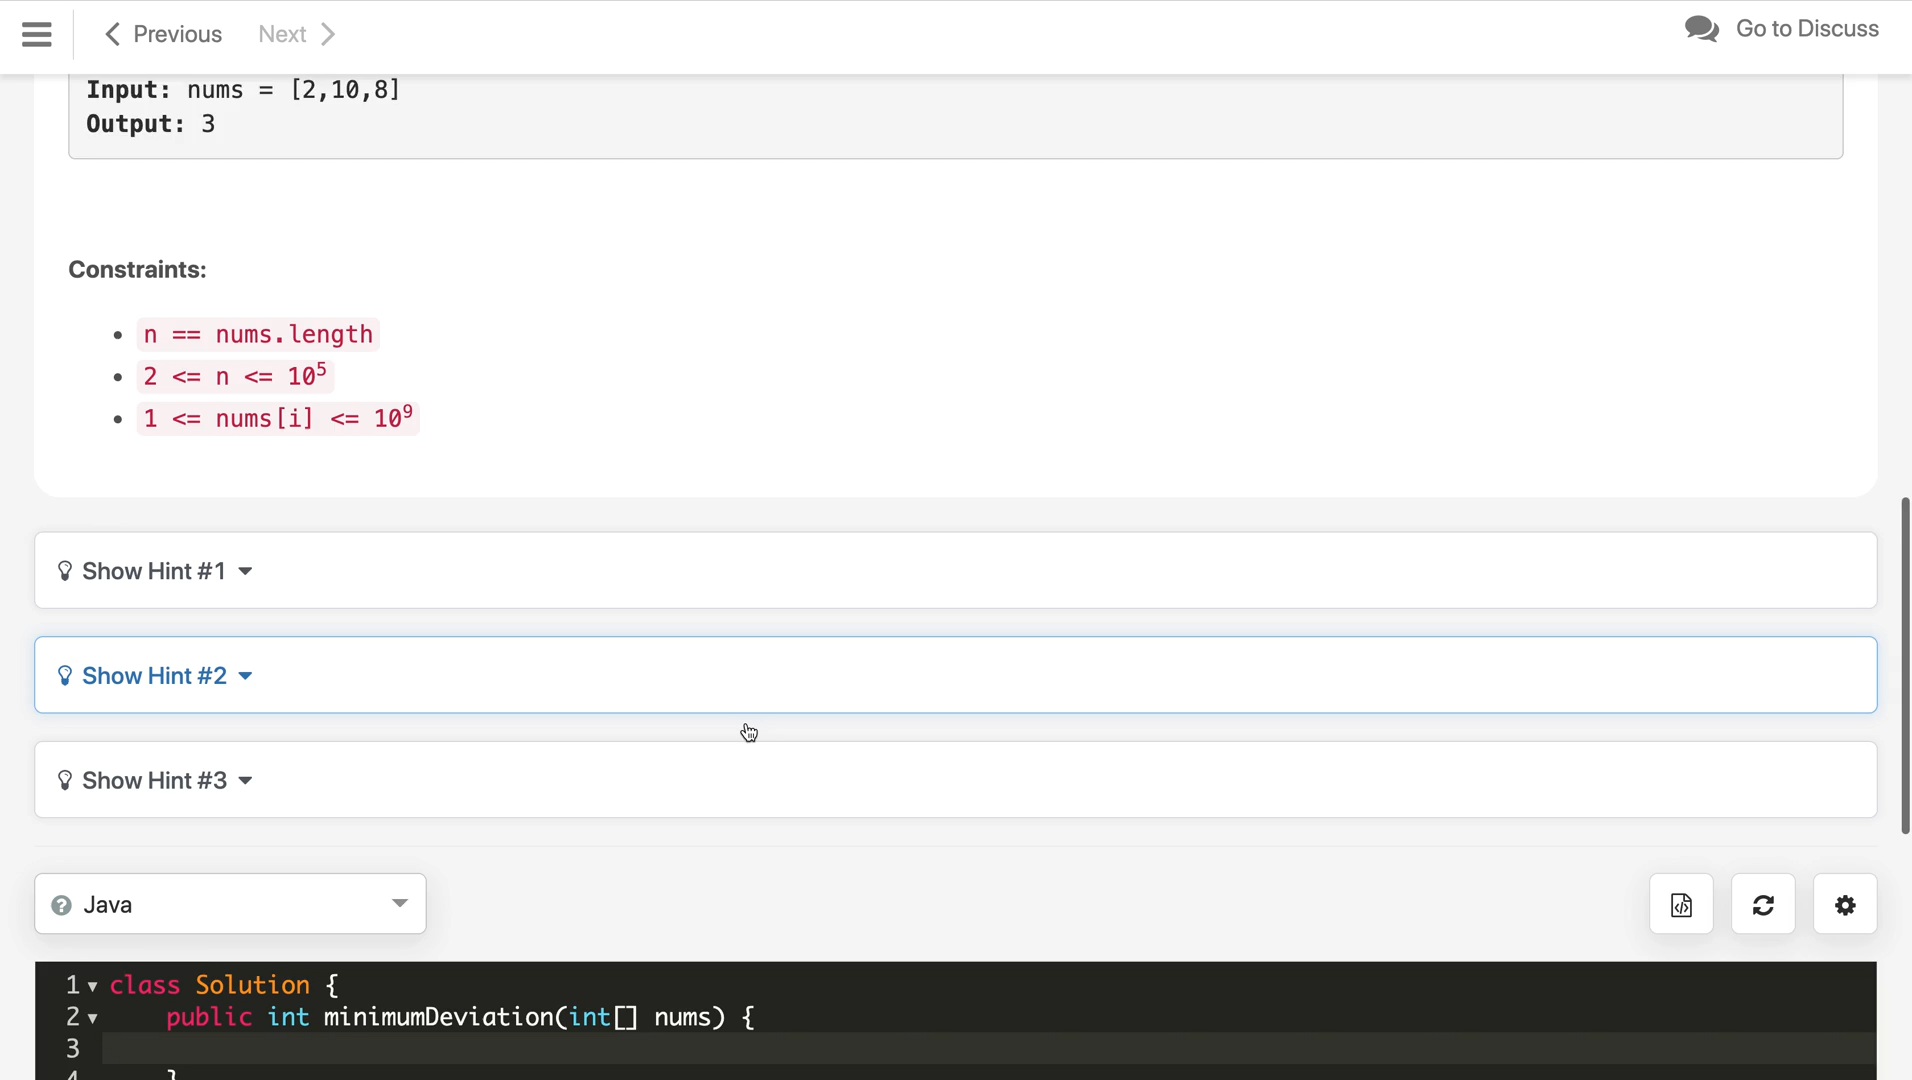 Previous Next Go to Discuss
Input: nums = [2,10,8]
Output: 3
Constraints:
n == nums.length
2 <= n <= 10⁵
1 <= nums[i] <= 10⁹
Show Hint #1
Show Hint #2
Show Hint #3
? Java
1 class Solution {
2 public int minimumDeviation(int[] nums) {
3
4 }